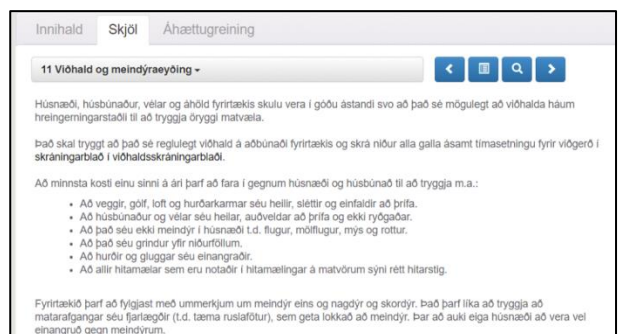 Innihald Skjöl Áhættugreining
11 Viðhald og meindýraeyðing
Húsnæði, húsbúnaður, vélar og áhöld fyrirtækis skulu vera í góðu ástandi svo að það sé mögulegt að viðhalda háum
hreingerningarstaðli til að tryggja öryggi matvæla.
Það skal tryggt að það sé reglulegt viðhald á aðbúnaði fyrirtækis og skrá niður alla galla ásamt tímasetningu fyrir viðgerð í
skráningarblað í viðhaldsskráningarblaði.
Að minnsta kosti einu sinni á ári þarf að fara í gegnum húsnæði og húsbúnað til að tryggja m.a.:
• Að veggir, gólf, loft og hurðarkarmar séu heilir, sléttir og einfaldir að þrífa.
• Að húsbúnaður og vélar séu heilar, auðveldar að þrífa og ekki ryðgaðar.
• Að það séu ekki meindýr í húsnæði t.d. flugur, mölflugur, mýs og rottur.
• Að það séu grindur yfir niðurföllum.
• Að hurðir og gluggar séu einangraðir.
• Að allir hitamælar sem eru notaðir í hitamælingar á matvörum sýni rétt hitarstig.
Fyrirtækið þarf að fylgjast með ummerkjum um meindýr eins og nagdýr og skordýr. Það þarf líka að tryggja að
matarafgangar séu fjarlægðir (t.d. tæma ruslafötur), sem geta lokkað að meindýr. Þar að auki eiga húsnæði að vera vel
einangruð gegn meindýrum.